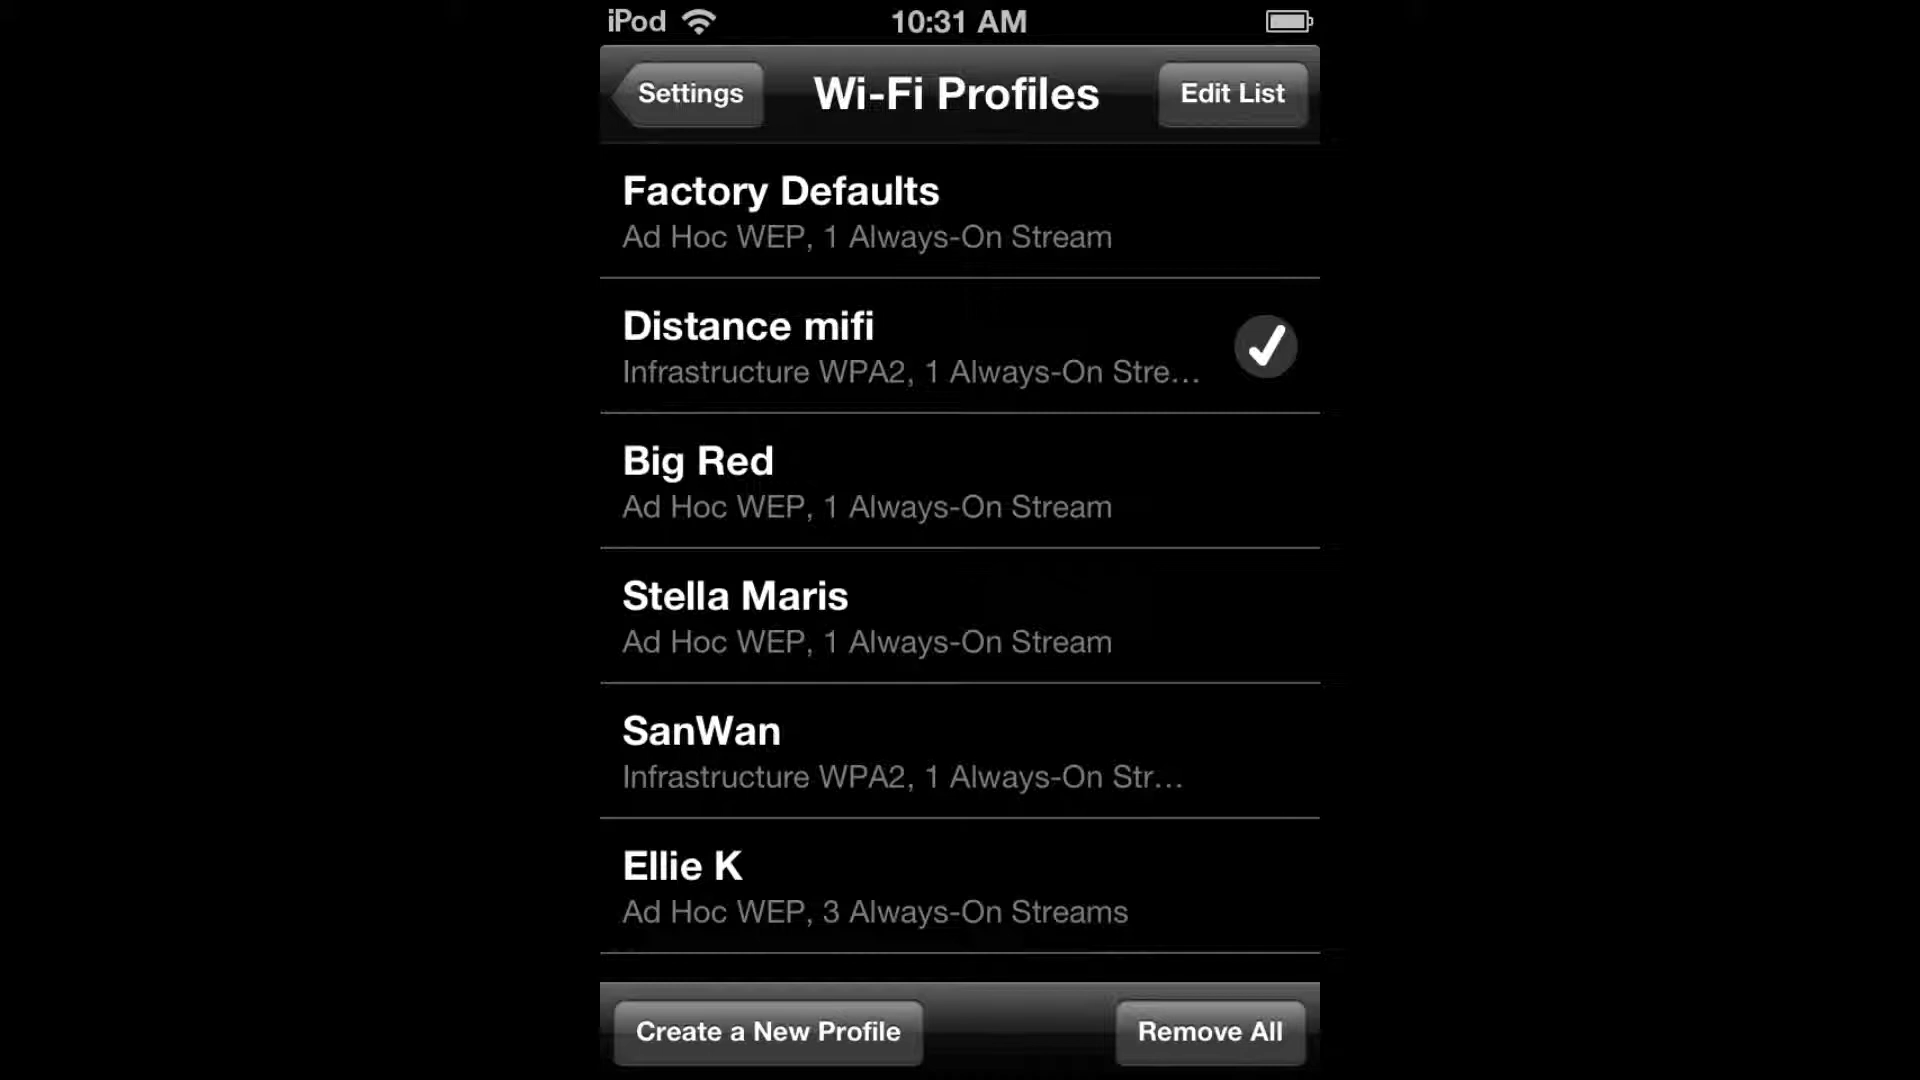 iPod 10:31 AM
Settings Wi-Fi Profiles Edit List
Factory Defaults
Ad Hoc WEP, 1 Always-On Stream
Distance mifi
Infrastructure WPA2, 1 Always-On Stre...
Big Red
Ad Hoc WEP, 1 Always-On Stream
Stella Maris
Ad Hoc WEP, 1 Always-On Stream
SanWan
Infrastructure WPA2, 1 Always-On Str...
Ellie K
Ad Hoc WEP, 3 Always-On Streams
Create a New Profile Remove All